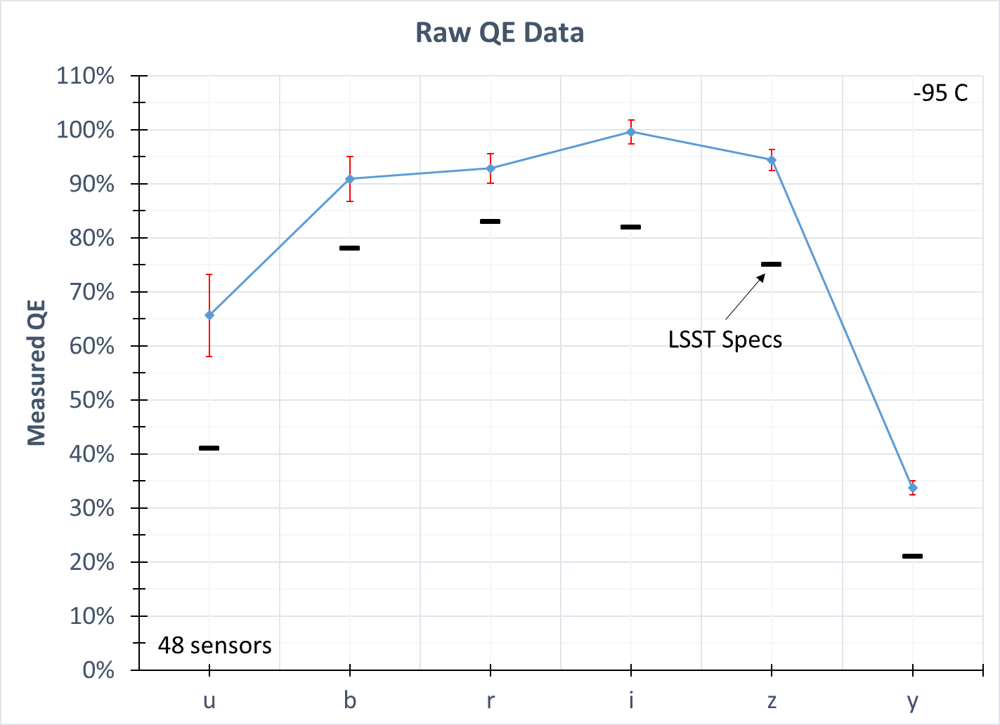 Raw QE Data
110%
-95 C
100%
90%
80%
70%
LSST Specs
60%
50%
40%
30%
20%
10%
48 sensors
0%
Measured QE
u b r i z y